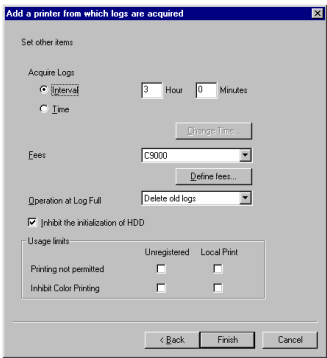 Add a printer from which logs are acquired
Set other items
Acquire Logs
Interval 3 Hour 0 Minutes
Time
Change Time...
Fees C9000
Define fees...
Operation at Log Full Delete old logs
Inhibit the initialization of HDD
Usage limits
Unregistered Local Print
Printing not permitted
Inhibit Color Printing
< Back Finish Cancel